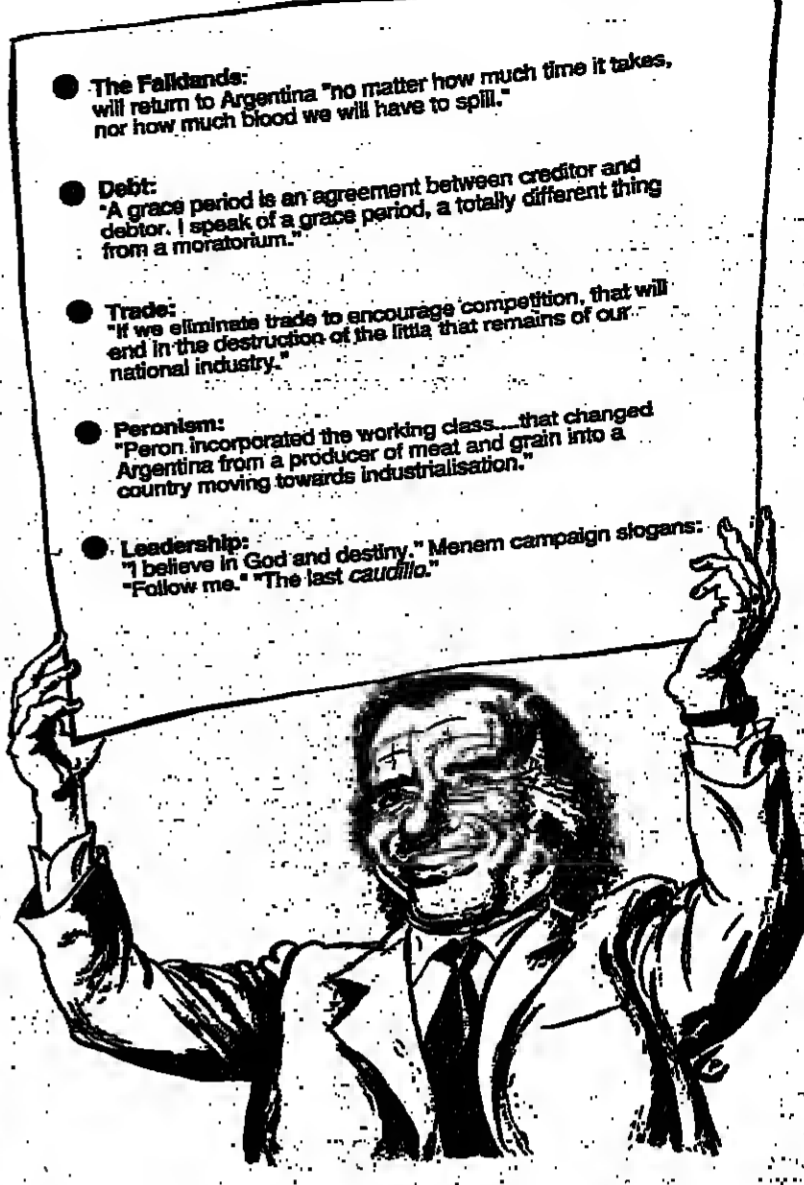 ● The Falklands:
will return to Argentina "no matter how much time it takes,
nor how much blood we will have to spill."
● Debt:
"A grace period is an agreement between creditor and
debtor. I speak of a grace period, a totally different thing
from a moratorium."
● Trade:
"If we eliminate trade to encourage competition, that will
end in the destruction of the little that remains of our
national industry."
● Peronism:
"Peron incorporated the working class....that changed
Argentina from a producer of meat and grain into a
country moving towards industrialisation."
● Leadership:
"I believe in God and destiny." Menem campaign slogans:
"Follow me." "The last caudillo."